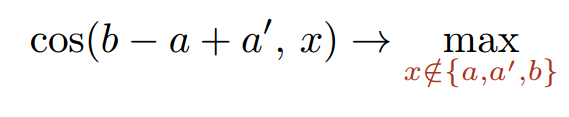 cos(b − a + a′, x) → max
x∉{a,a′,b}